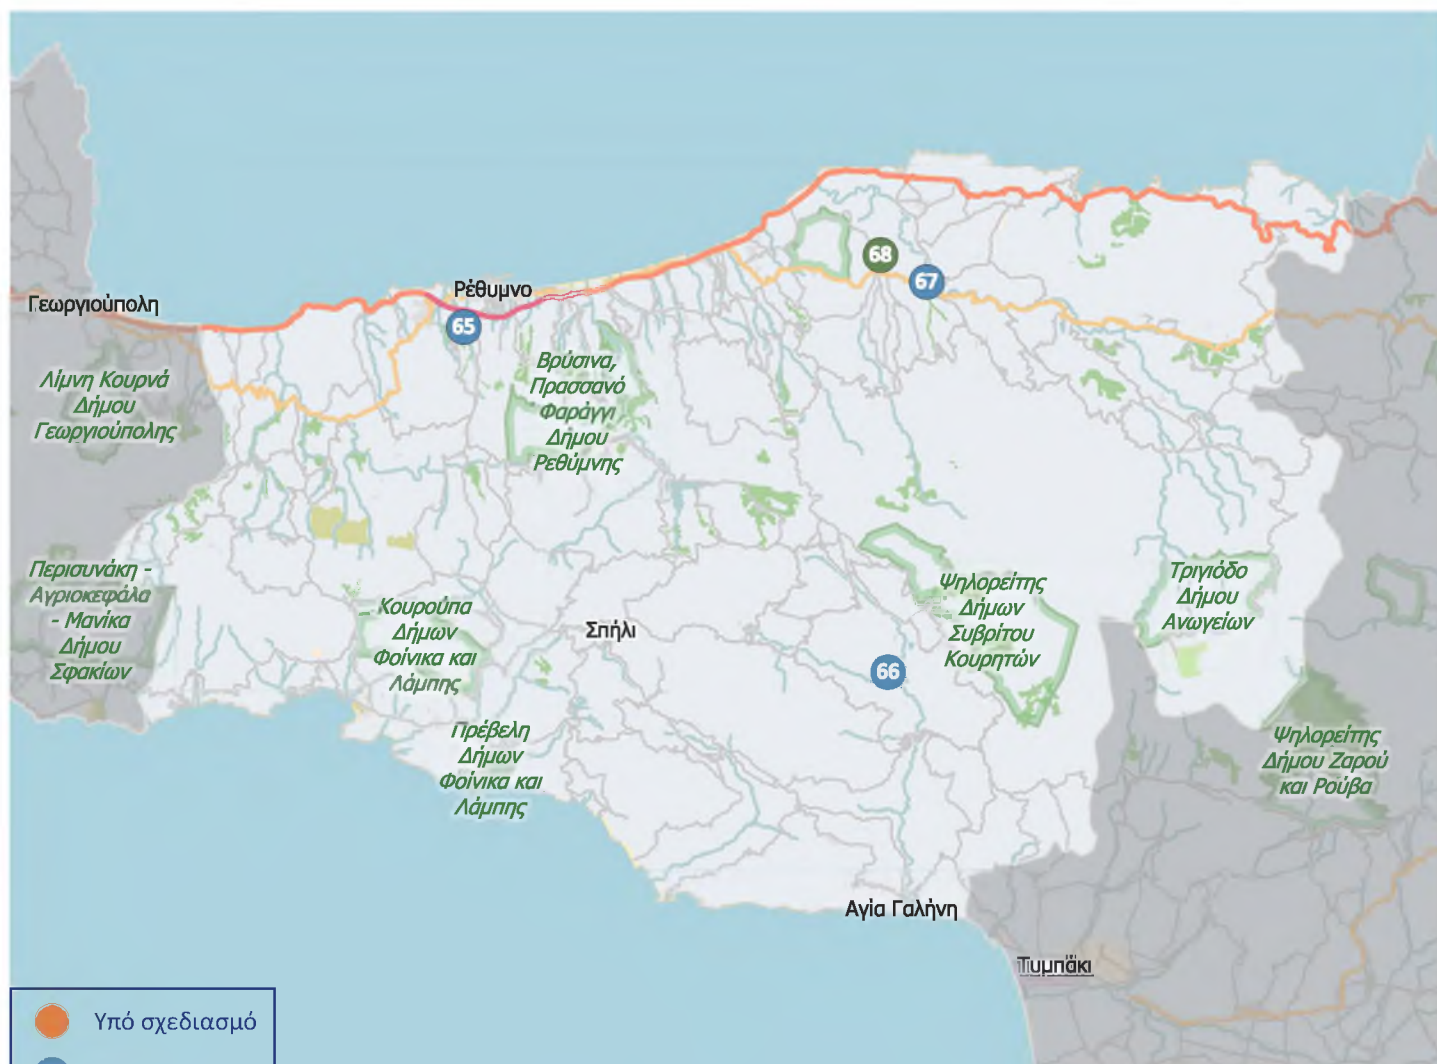 68
67
Ρέθυμνο
Γεωργιούπολη
65
Λίμνη Κουρνά
Δήμου
Γεωργιούπολης
Βρύσινα,
Πρασσανό
Φαράγγι
Δήμου
Ρεθύμνης
Περισυνάκη -
Αγριοκεφάλα
- Μανίκα
Δήμου
Σφακίων
Κουρούπα
Δήμων
Φοίνικα και
Λάμπης
Σπήλι
Ψηλορείτης
Δήμων
Συβρίτου
Κουρητών
Τριγιόδο
Δήμου
Ανωγείων
66
Πρέβελη
Δήμων
Φοίνικα και
Λάμπης
Ψηλορείτης
Δήμου Ζαρού
και Ρούβα
Αγία Γαλήνη
Τυμπάκι
Υπό σχεδιασμό